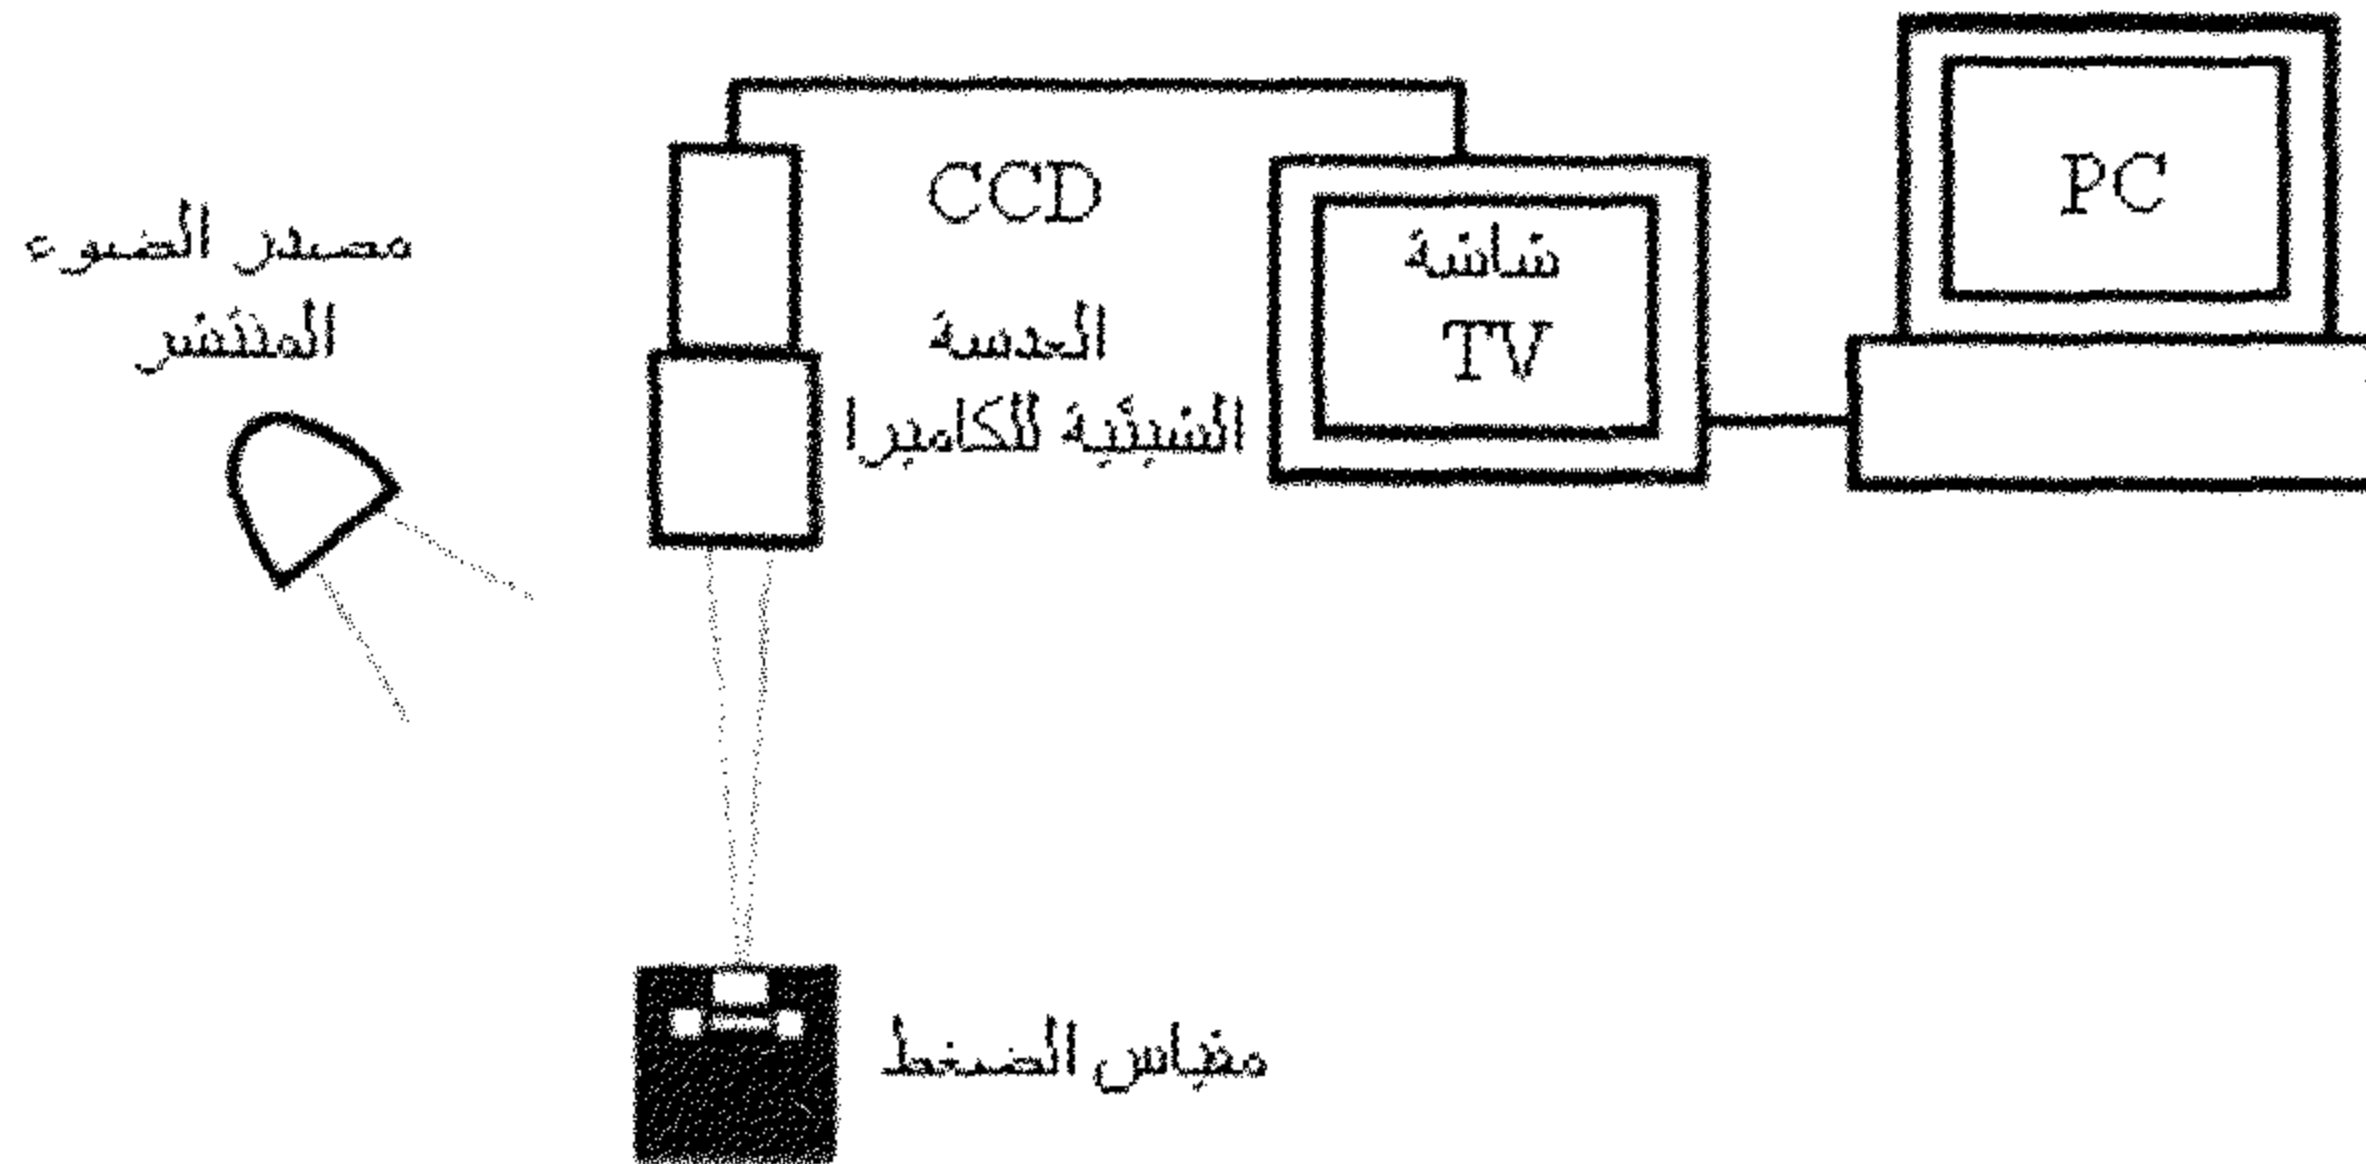 مصدر الضوء
المنتشر
CCD
العدسة
الشيئية للكاميرا
شاشة
TV
PC
مقياس الضغط